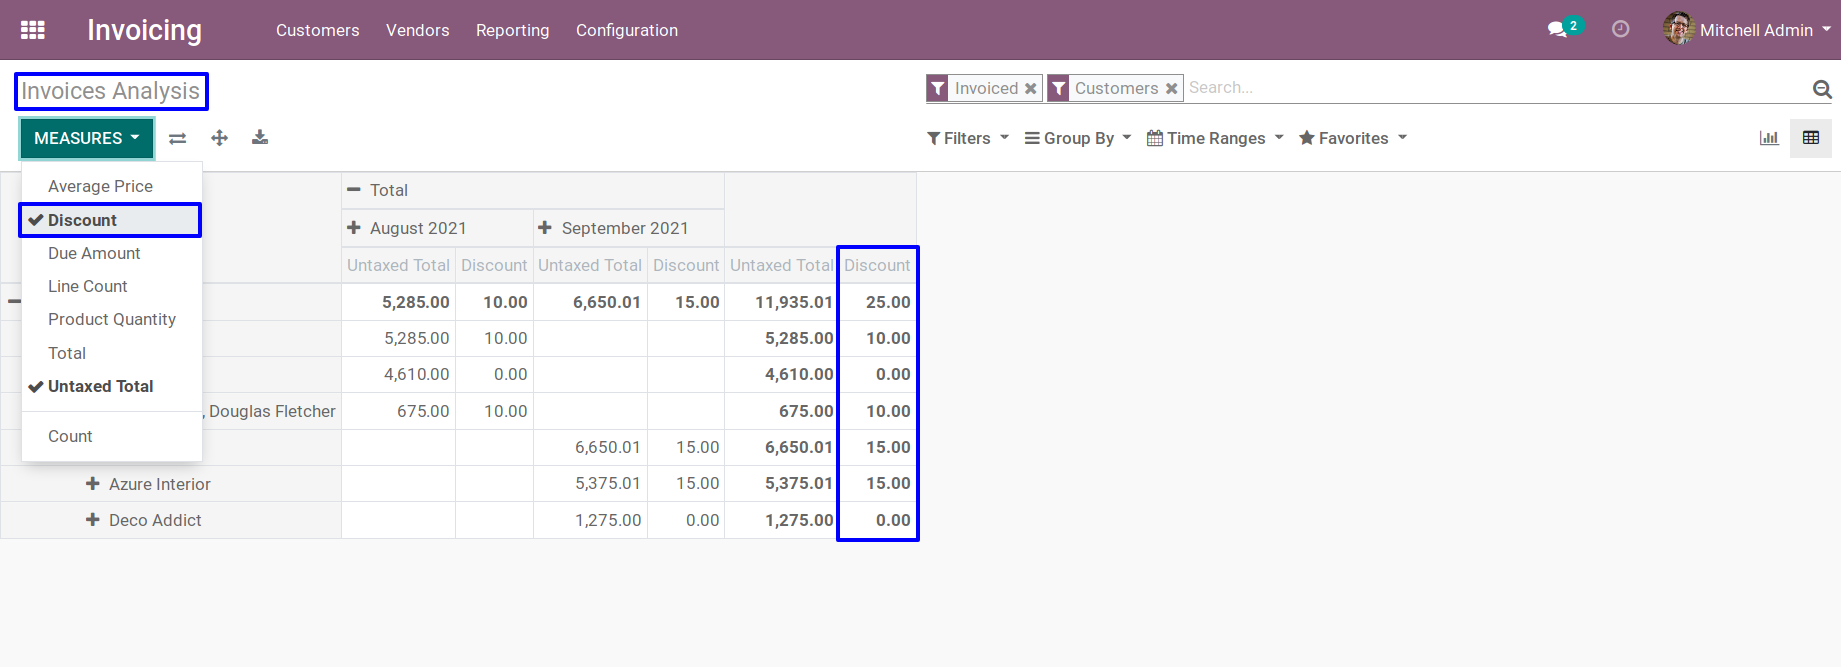 Invoicing Customers Vendors Reporting Configuration 2 Mitchell Admin
Invoices Analysis
Invoiced Customers Search...
MEASURES
Filters Group By Time Ranges Favorites
Average Price
Discount
Due Amount
Line Count
Product Quantity
Total
Untaxed Total
Count
Total
August 2021 September 2021
Untaxed Total Discount Untaxed Total Discount Untaxed Total Discount
5,285.00 10.00 6,650.01 15.00 11,935.01 25.00
5,285.00 10.00 5,285.00 10.00
4,610.00 0.00 4,610.00 0.00
, Douglas Fletcher 675.00 10.00 675.00 10.00
6,650.01 15.00 6,650.01 15.00
Azure Interior 5,375.01 15.00 5,375.01 15.00
Deco Addict 1,275.00 0.00 1,275.00 0.00